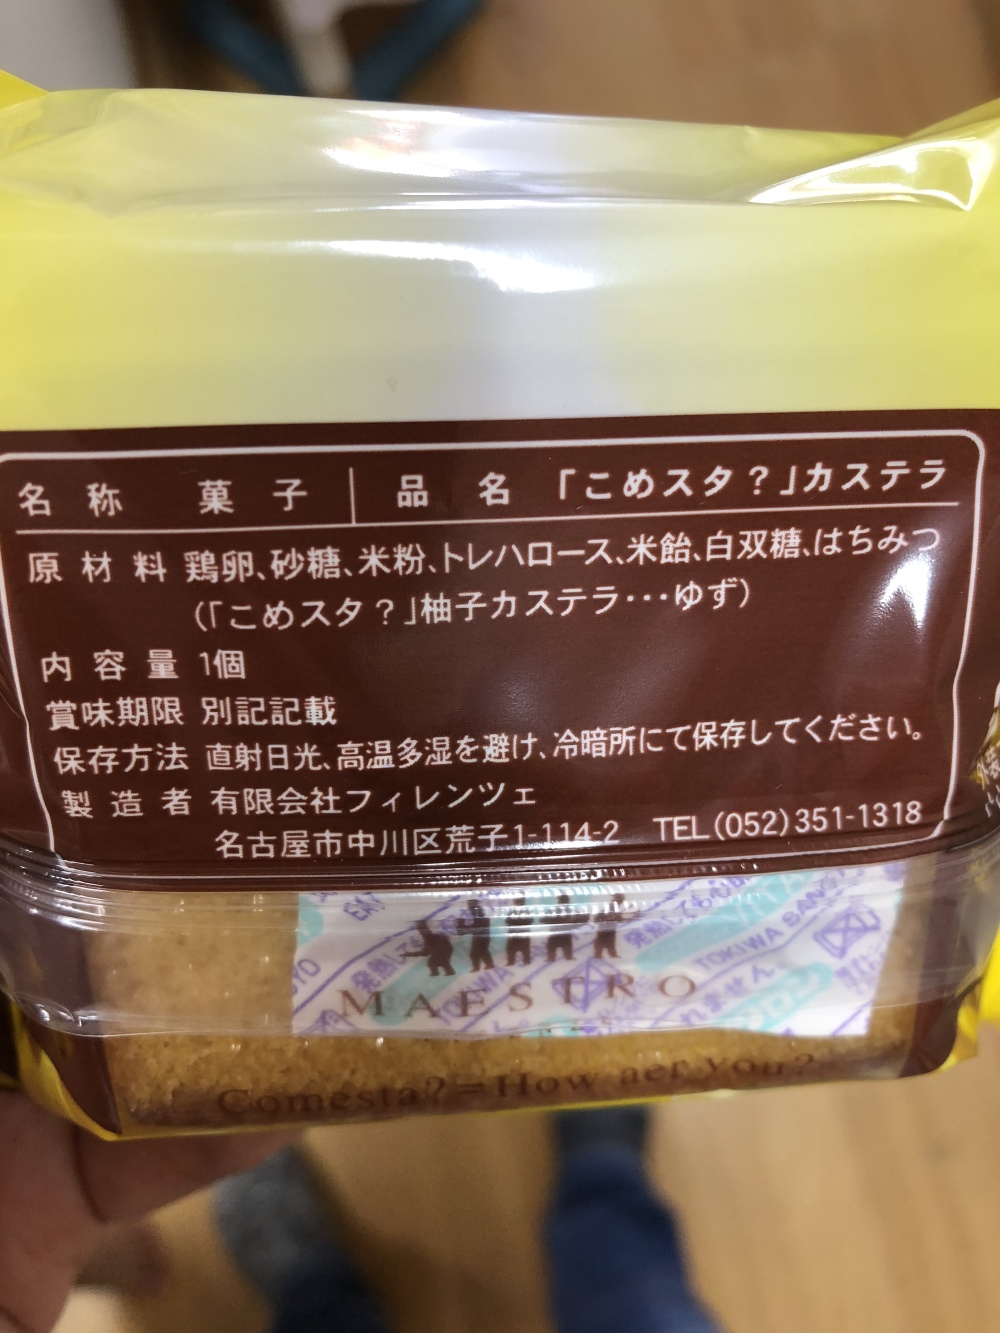 名称 菓子 品名 「こめスタ？」カステラ
原材料 鶏卵、砂糖、米粉、トレハロース、米飴、白双糖、はちみつ
（「こめスタ？」柚子カステラ･･･ゆず）
内容量 1個
賞味期限 別記記載
保存方法 直射日光、高温多湿を避け、冷暗所にて保存してください。
製造者 有限会社フィレンツェ
名古屋市中川区荒子1-114-2 TEL(052)351-1318
MAESTRO
Comesta?=How aer you?